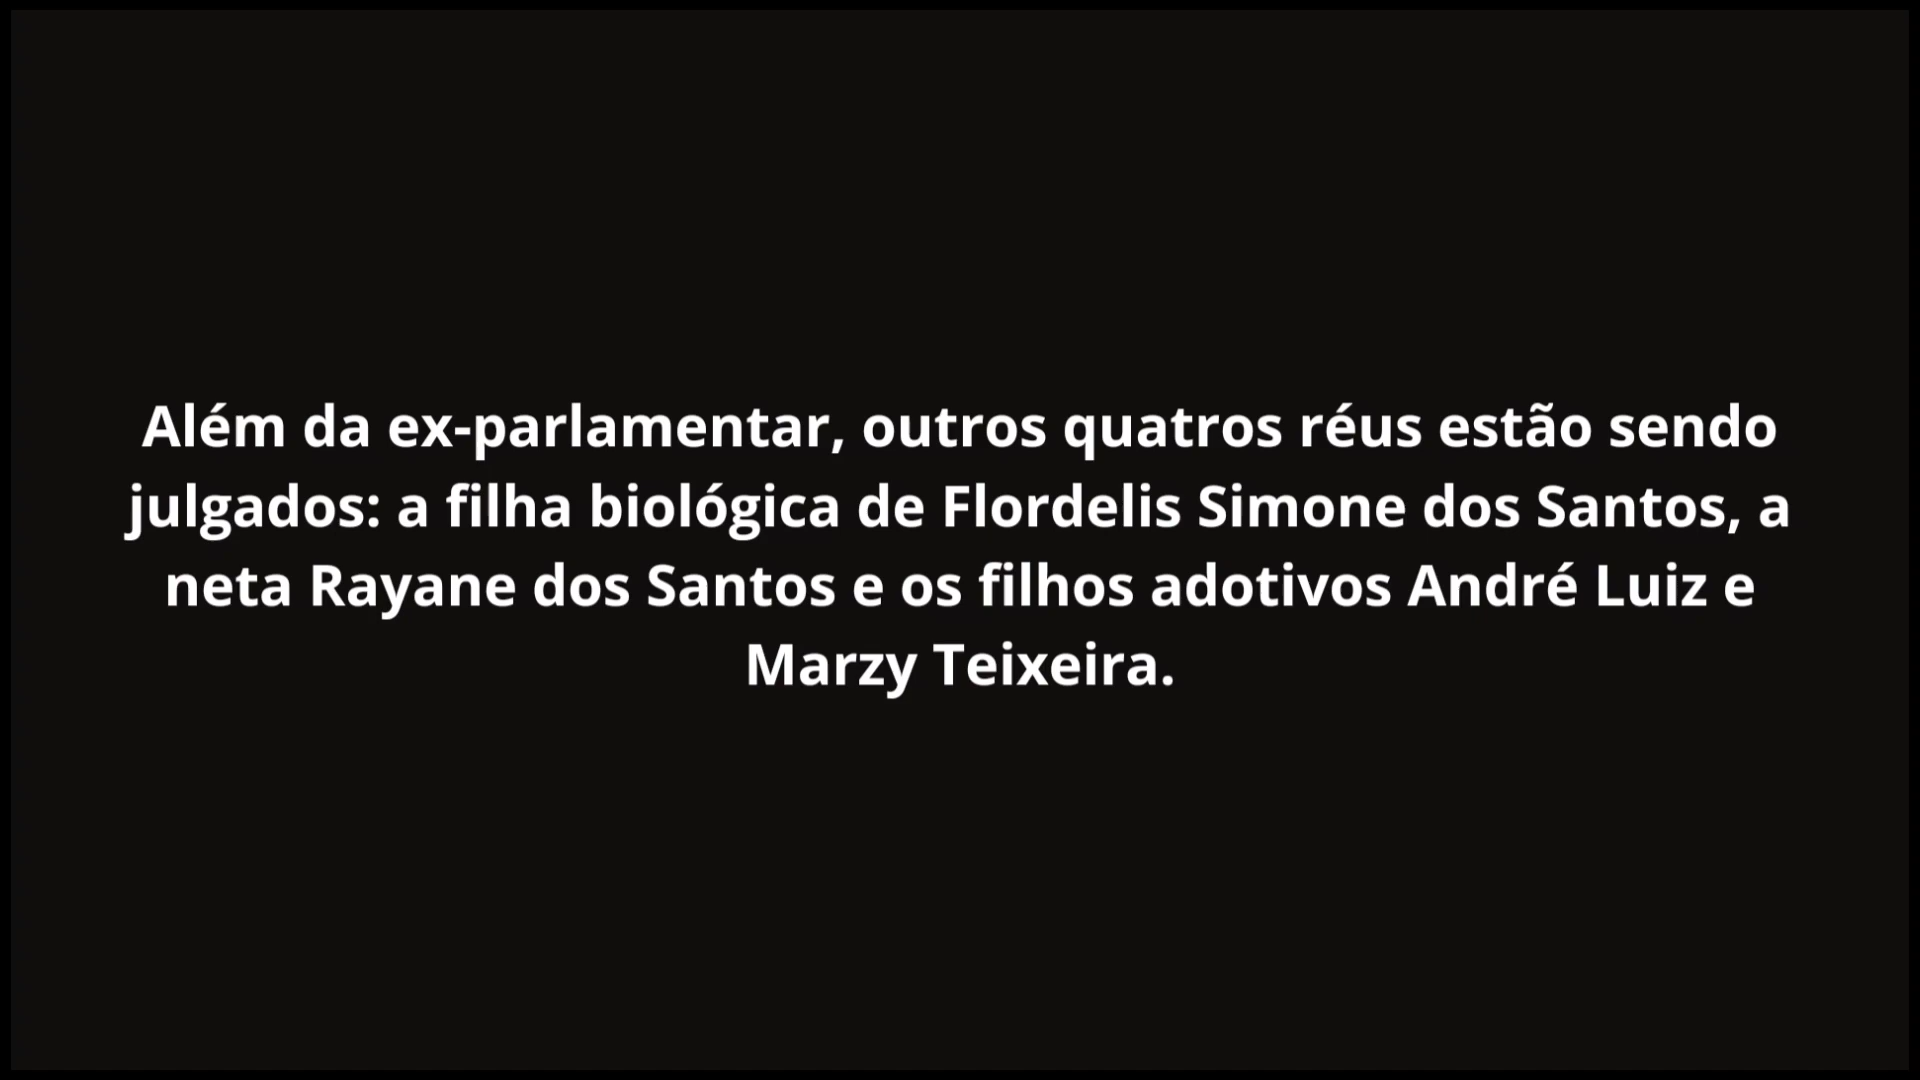 Além da ex-parlamentar, outros quatros réus estão sendo
julgados: a filha biológica de Flordelis Simone dos Santos, a
neta Rayane dos Santos e os filhos adotivos André Luiz e
Marzy Teixeira.